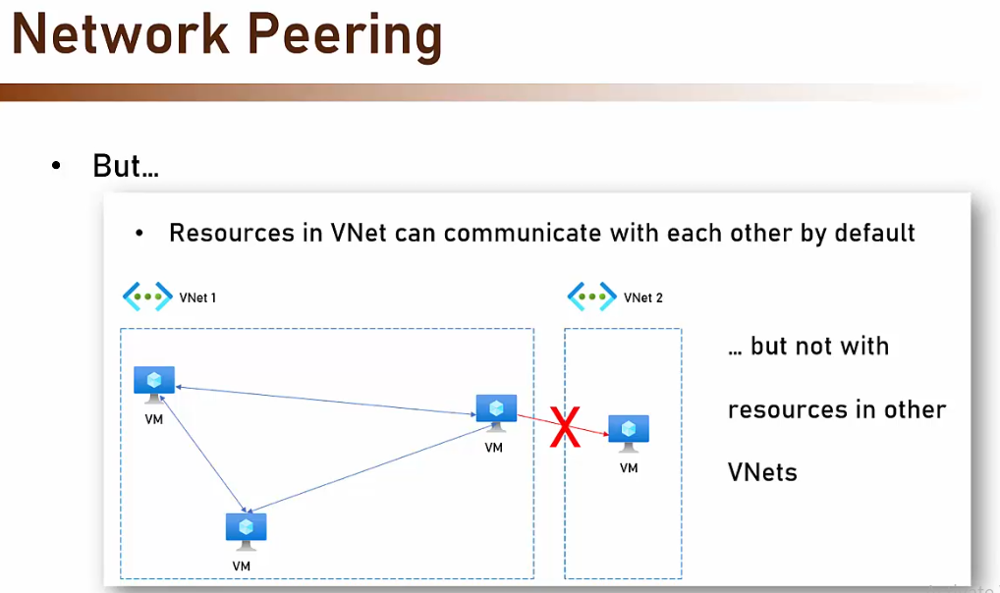 Network Peering
• But...
• Resources in VNet can communicate with each other by default
VNet 1
VNet 2
... but not with
resources in other
VNets
VM
VM
VM
VM